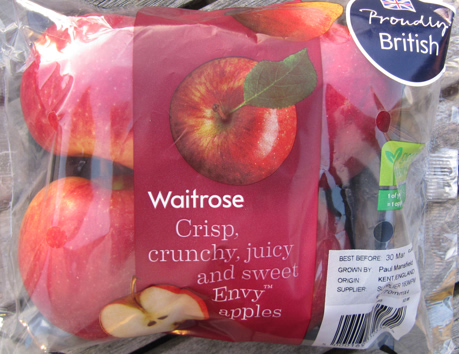 Proudly
British
Waitrose
Crisp,
crunchy, juicy
and sweet
Envy™
apples
BEST BEFORE 30 Mar
GROWN BY Paul Mansfield
ORIGIN KENT, ENGLAND
SUPPLIER